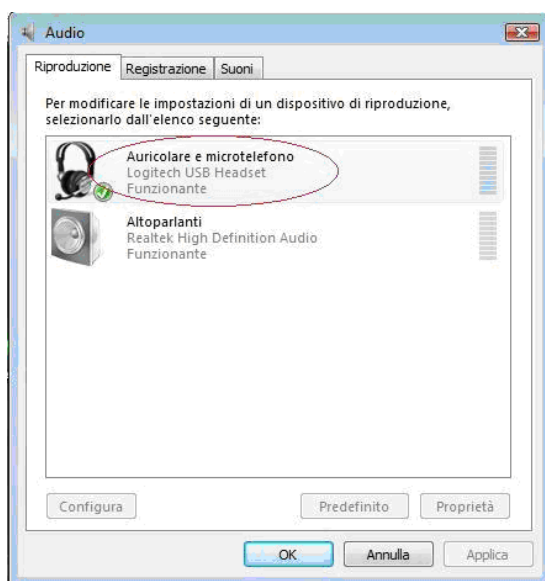 Audio
Riproduzione Registrazione Suoni
Per modificare le impostazioni di un dispositivo di riproduzione,
selezionarlo dall'elenco seguente:
Auricolare e microtelefono
Logitech USB Headset
Funzionante
Altoparlanti
Realtek High Definition Audio
Funzionante
Configura Predefinito Proprietà
OK Annulla Applica